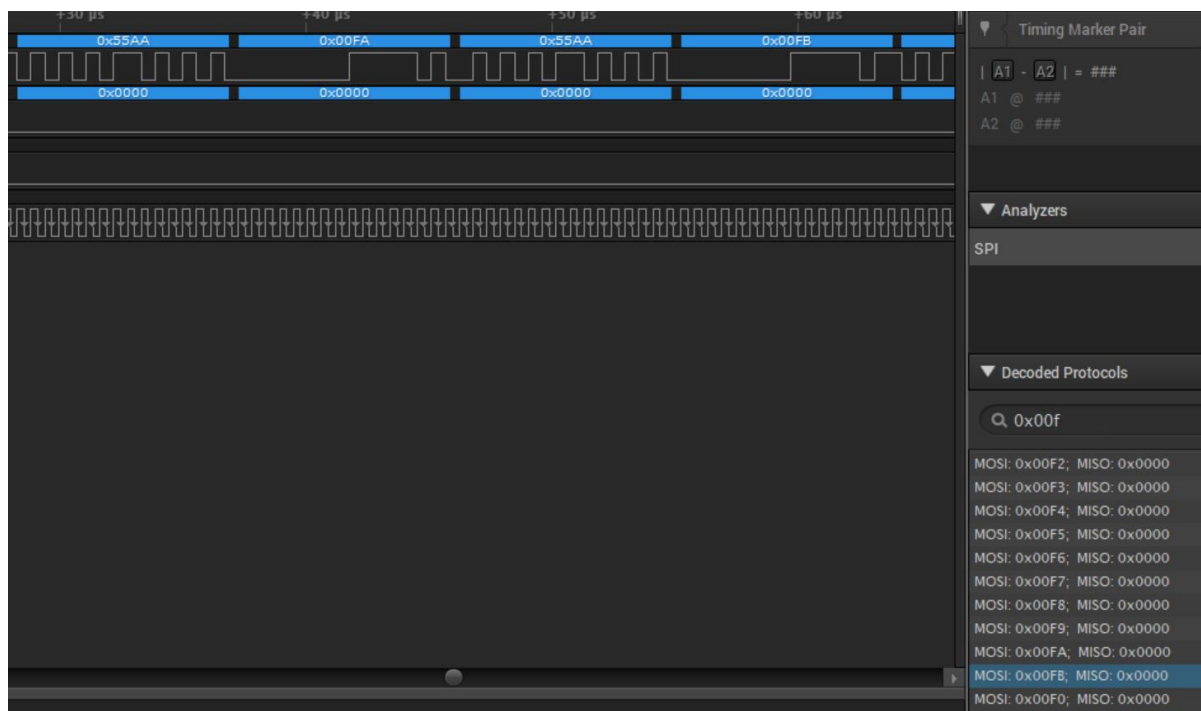 +30 µs +40 µs +50 µs +60 µs
0x55AA 0x00FA 0x55AA 0x00FB
0x0000 0x0000 0x0000 0x0000
Timing Marker Pair
| A1 - A2 | = ###
A1 @ ###
A2 @ ###
Analyzers
SPI
Decoded Protocols
0x00f
MOSI: 0x00F2; MISO: 0x0000
MOSI: 0x00F3; MISO: 0x0000
MOSI: 0x00F4; MISO: 0x0000
MOSI: 0x00F5; MISO: 0x0000
MOSI: 0x00F6; MISO: 0x0000
MOSI: 0x00F7; MISO: 0x0000
MOSI: 0x00F8; MISO: 0x0000
MOSI: 0x00F9; MISO: 0x0000
MOSI: 0x00FA; MISO: 0x0000
MOSI: 0x00FB; MISO: 0x0000
MOSI: 0x00F0; MISO: 0x0000